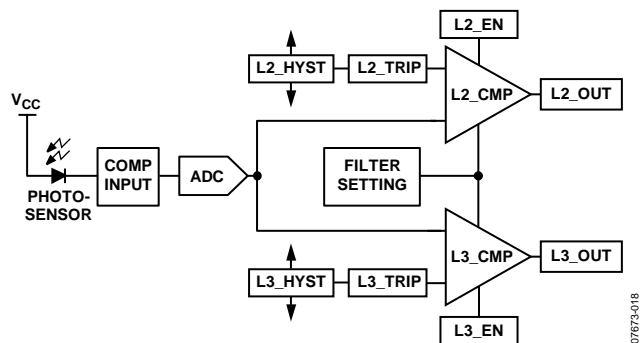 L2_EN
L2_HYST
L2_TRIP
L2_CMP
L2_OUT
VCC
PHOTO-
SENSOR
COMP
INPUT
ADC
FILTER
SETTING
L3_CMP
L3_OUT
L3_HYST
L3_TRIP
L3_EN
07673-018